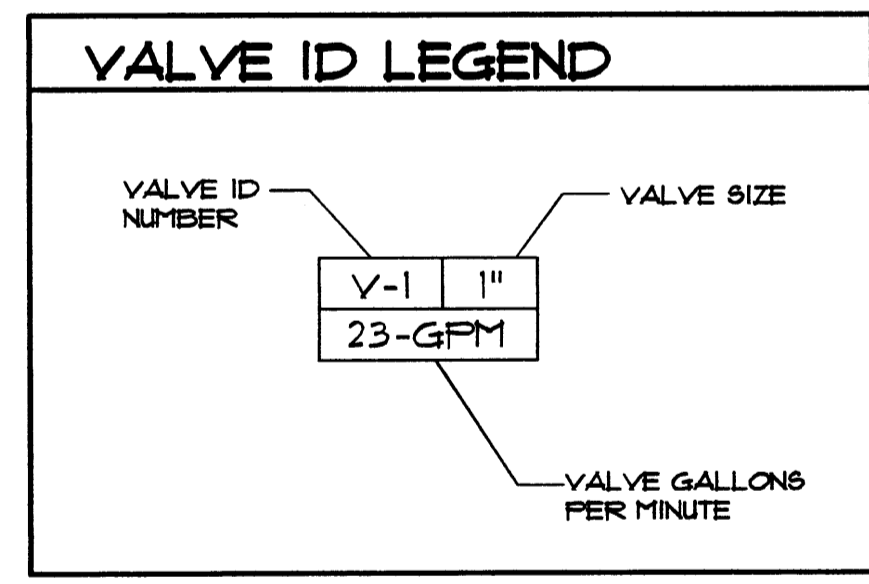 VALVE ID LEGEND
VALVE ID
NUMBER
VALVE SIZE
V-1
1"
23-GPM
VALVE GALLONS
PER MINUTE